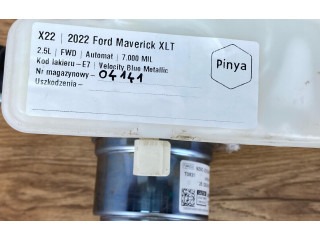 X22 | 2022 Ford Maverick XLT
2.5L | FWD | Automat | 7.000 MIL
Kod lakieru – E7 | Velocity Blue Metallic
Nr magazynowy – 04141
Uszkodzenia –
Pinya